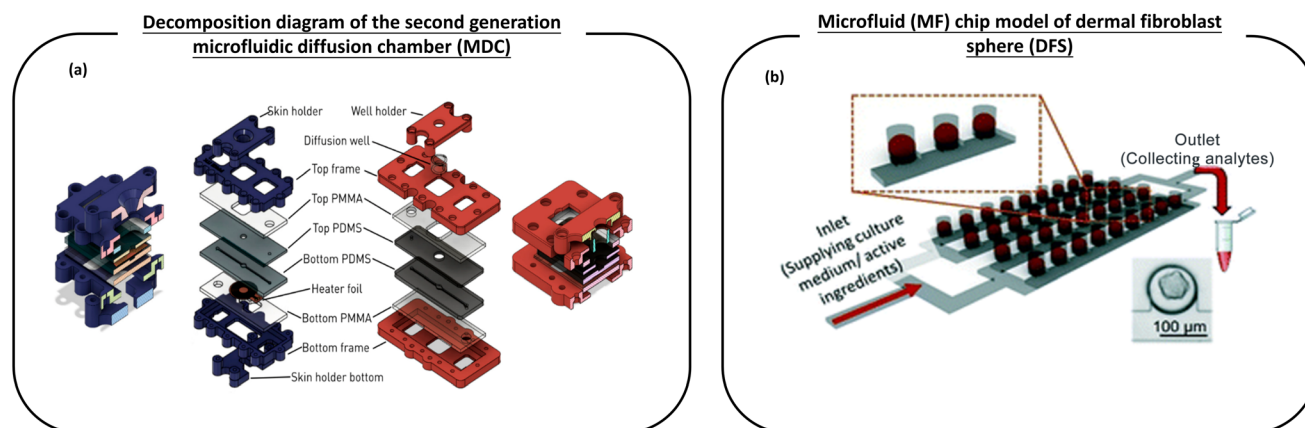 Decomposition diagram of the second generation
microfluidic diffusion chamber (MDC)
(a)
Skin holder
Well holder
Diffusion well
Top frame
Top PMMA
Top PDMS
Bottom PDMS
Heater foil
Bottom PMMA
Bottom frame
Skin holder bottom
Microfluid (MF) chip model of dermal fibroblast
sphere (DFS)
(b)
Outlet
(Collecting analytes)
Inlet
(Supplying culture
medium/ active
ingredients)
100 µm